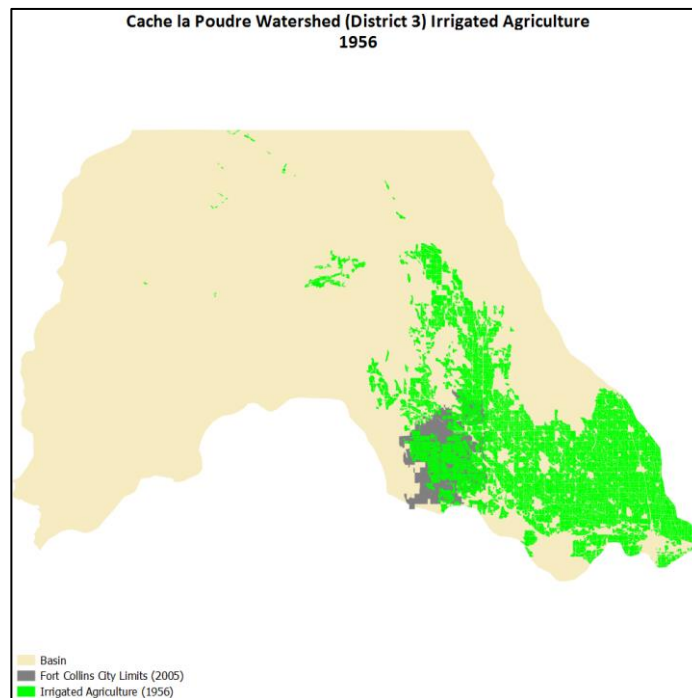 Cache la Poudre Watershed (District 3) Irrigated Agriculture
1956
Basin
Fort Collins City Limits (2005)
Irrigated Agriculture (1956)